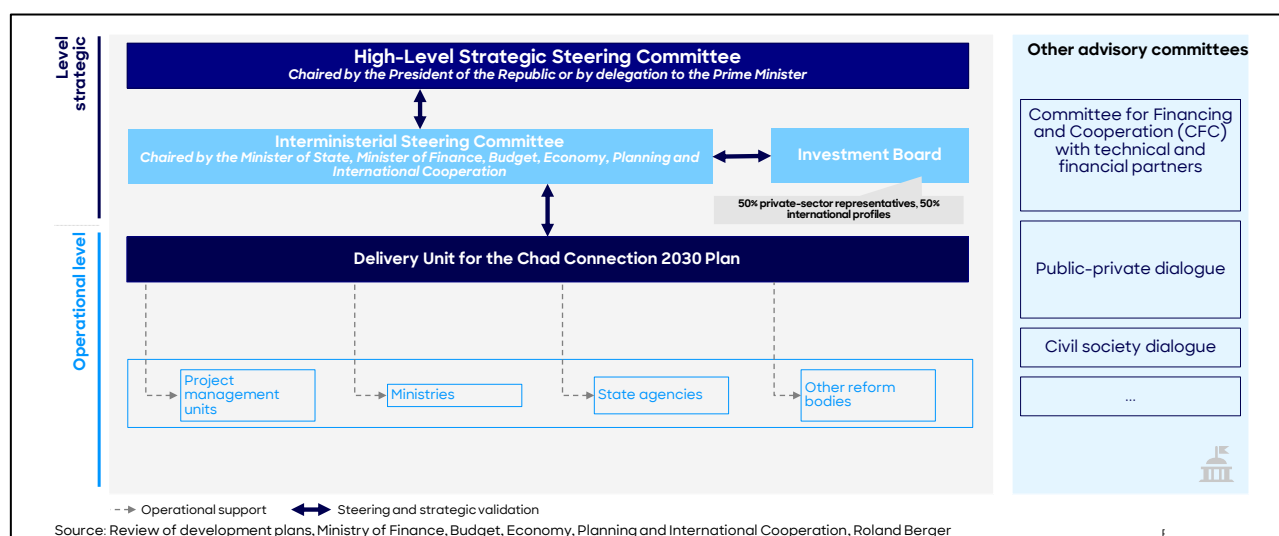 Level
strategic
High-Level Strategic Steering Committee
Chaired by the President of the Republic or by delegation to the Prime Minister
Interministerial Steering Committee
Chaired by the Minister of State, Minister of Finance, Budget, Economy, Planning and
International Cooperation
Investment Board
50% private-sector representatives, 50%
international profiles
Operational level
Delivery Unit for the Chad Connection 2030 Plan
Project
management
units
Ministries
State agencies
Other reform
bodies
Other advisory committees
Committee for Financing
and Cooperation (CFC)
with technical and
financial partners
Public-private dialogue
Civil society dialogue
...
Operational support
Steering and strategic validation
Source: Review of development plans, Ministry of Finance, Budget, Economy, Planning and International Cooperation, Roland Berger